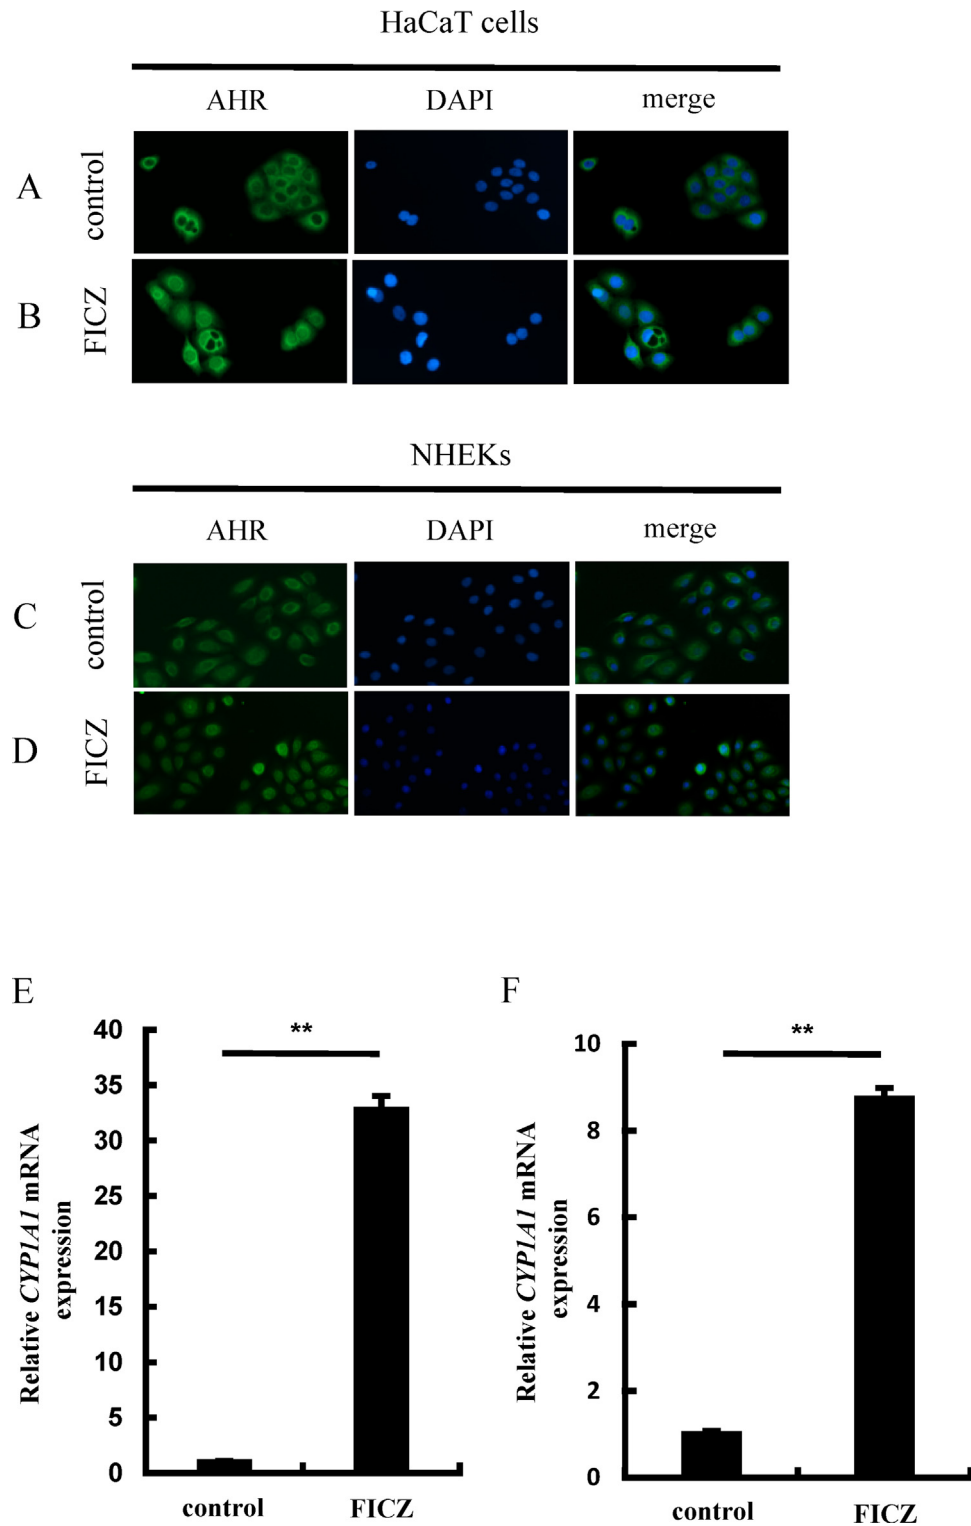 HaCaT cells
AHR DAPI merge
A control
B FICZ
NHEKs
AHR DAPI merge
C control
D FICZ
E
**
40
35
30
25
20
15
10
5
0
Relative CYP1A1 mRNA
expression
control FICZ
F
**
10
8
6
4
2
0
Relative CYP1A1 mRNA
expression
control FICZ